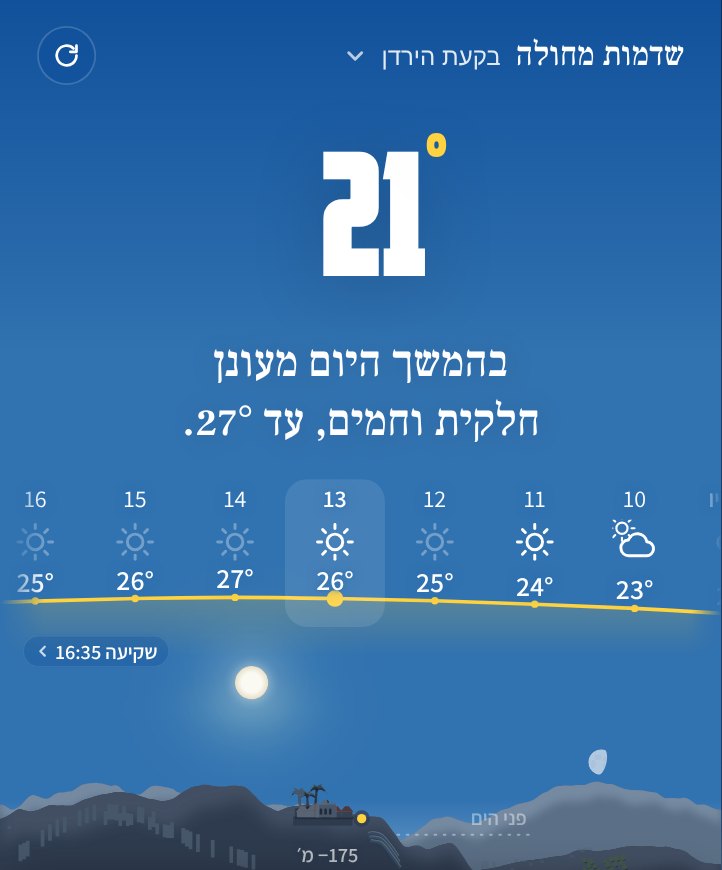 שדמות מחולה בקעת הירדן
21°
בהמשך היום מעונן
חלקית וחמים, עד 27°.
10 11 12 13 14 15 16
23° 24° 25° 26° 27° 26° 25°
שקיעה 16:35
פני הים
−175 מ׳